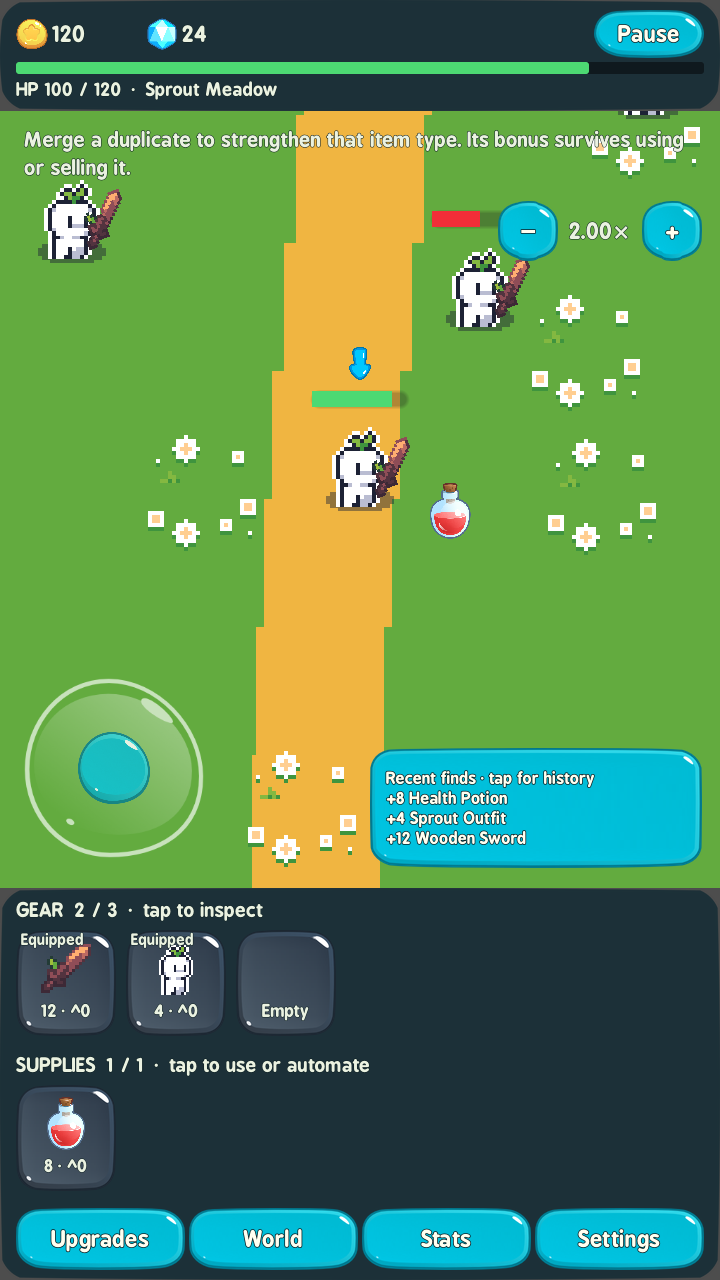 120
24
Pause
HP 100 / 120 · Sprout Meadow
Merge a duplicate to strengthen that item type. Its bonus survives using
or selling it.
−
2.00×
+
Recent finds · tap for history
+8 Health Potion
+4 Sprout Outfit
+12 Wooden Sword
GEAR 2 / 3 · tap to inspect
Equipped
Equipped
12 · ^0
4 · ^0
Empty
SUPPLIES 1 / 1 · tap to use or automate
8 · ^0
Upgrades
World
Stats
Settings